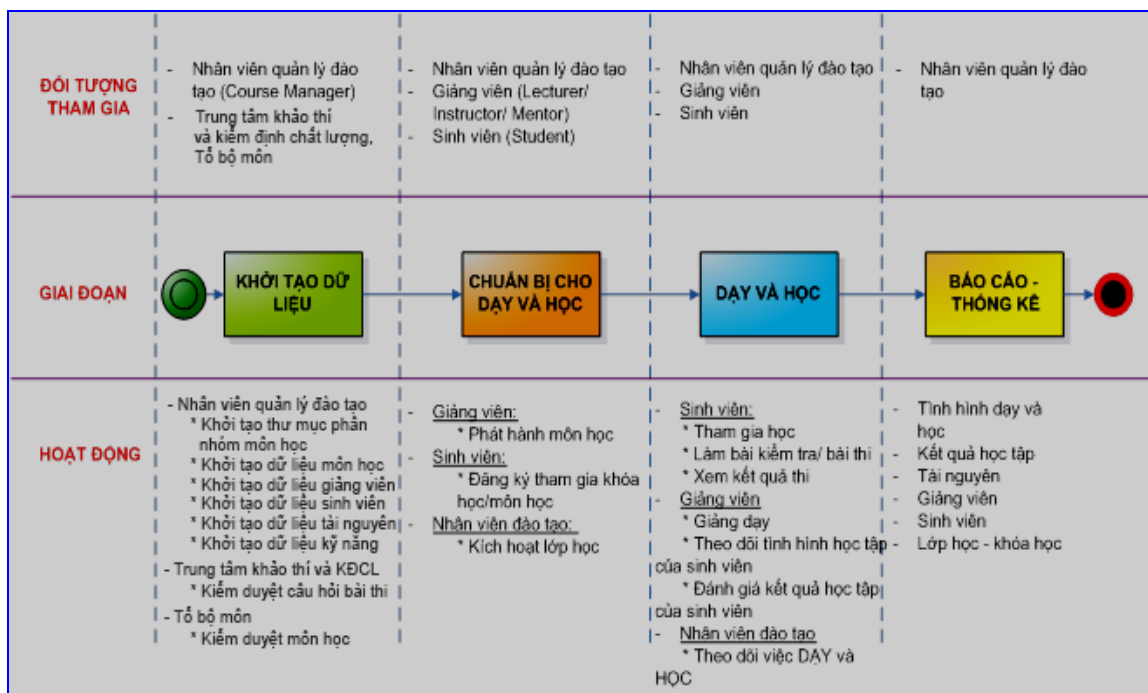 ĐỐI TƯỢNG
THAM GIA
- Nhân viên quản lý đào
tạo (Course Manager)
- Trung tâm khảo thí
và kiểm định chất lượng,
Tổ bộ môn
- Nhân viên quản lý đào tạo
- Giảng viên (Lecturer/
Instructor/ Mentor)
- Sinh viên (Student)
- Nhân viên quản lý đào tạo
- Giảng viên
- Sinh viên
- Nhân viên quản lý đào
tạo
GIAI ĐOẠN
KHỞI TẠO DỮ
LIỆU
CHUẨN BỊ CHO
DẠY VÀ HỌC
DẠY VÀ HỌC
BÁO CÁO -
THỐNG KÊ
HOẠT ĐỘNG
- Nhân viên quản lý đào tạo
* Khởi tạo thư mục phân
nhóm môn học
* Khởi tạo dữ liệu môn học
* Khởi tạo dữ liệu giảng viên
* Khởi tạo dữ liệu sinh viên
* Khởi tạo dữ liệu tài nguyên
* Khởi tạo dữ liệu kỹ năng
- Trung tâm khảo thí và KĐCL
* Kiểm duyệt câu hỏi bài thi
- Tổ bộ môn
* Kiểm duyệt môn học
- Giảng viên:
* Phát hành môn học
- Sinh viên:
* Đăng ký tham gia khóa
học/môn học
- Nhân viên đào tạo:
* Kích hoạt lớp học
- Sinh viên:
* Tham gia học
* Làm bài kiểm tra/ bài thi
* Xem kết quả thi
- Giảng viên
* Giảng dạy
* Theo dõi tình hình học tập
của sinh viên
* Đánh giá kết quả học tập
của sinh viên
- Nhân viên đào tạo
* Theo dõi việc DẠY và
HỌC
- Tình hình dạy và
học
- Kết quả học tập
- Tài nguyên
- Giảng viên
- Sinh viên
- Lớp học - khóa học